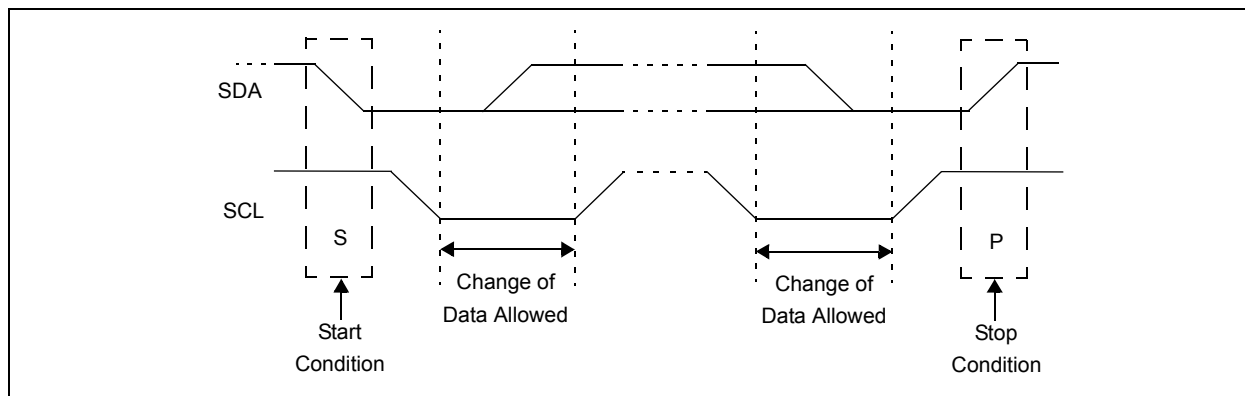 SDA
SCL
S
P
Change of
Data Allowed
Change of
Data Allowed
Start
Condition
Stop
Condition